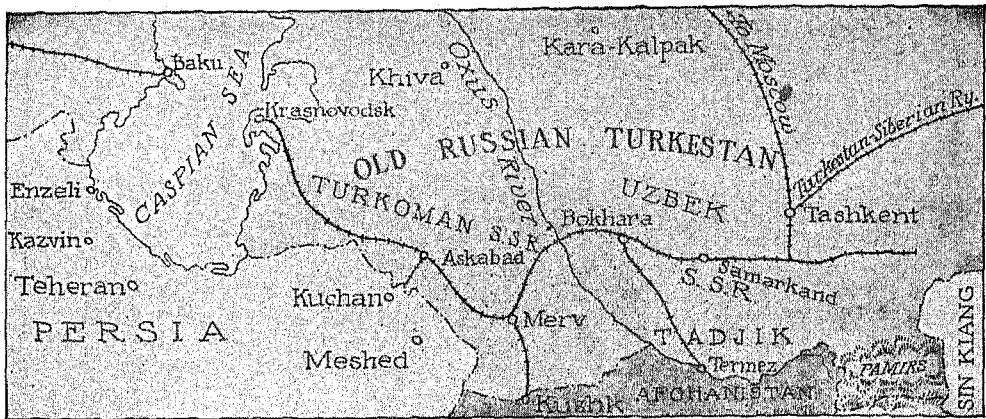 To Moscow
Kara-Kalpak
Oxus River
Khiva
Baku
CASPIAN SEA
Krasnovodsk
OLD RUSSIAN TURKESTAN
Turkestan-Siberian Ry.
Enzeli
TURKOMAN S.S.R.
UZBEK S.S.R
Bokhara
Tashkent
Kazvin
Askabad
Samarkand
Teheran
Kuchan
Merv
PERSIA
TADJIK
Meshed
Termez
PAMIRS
SIN KIANG
Kuzhk
AFGHANISTAN